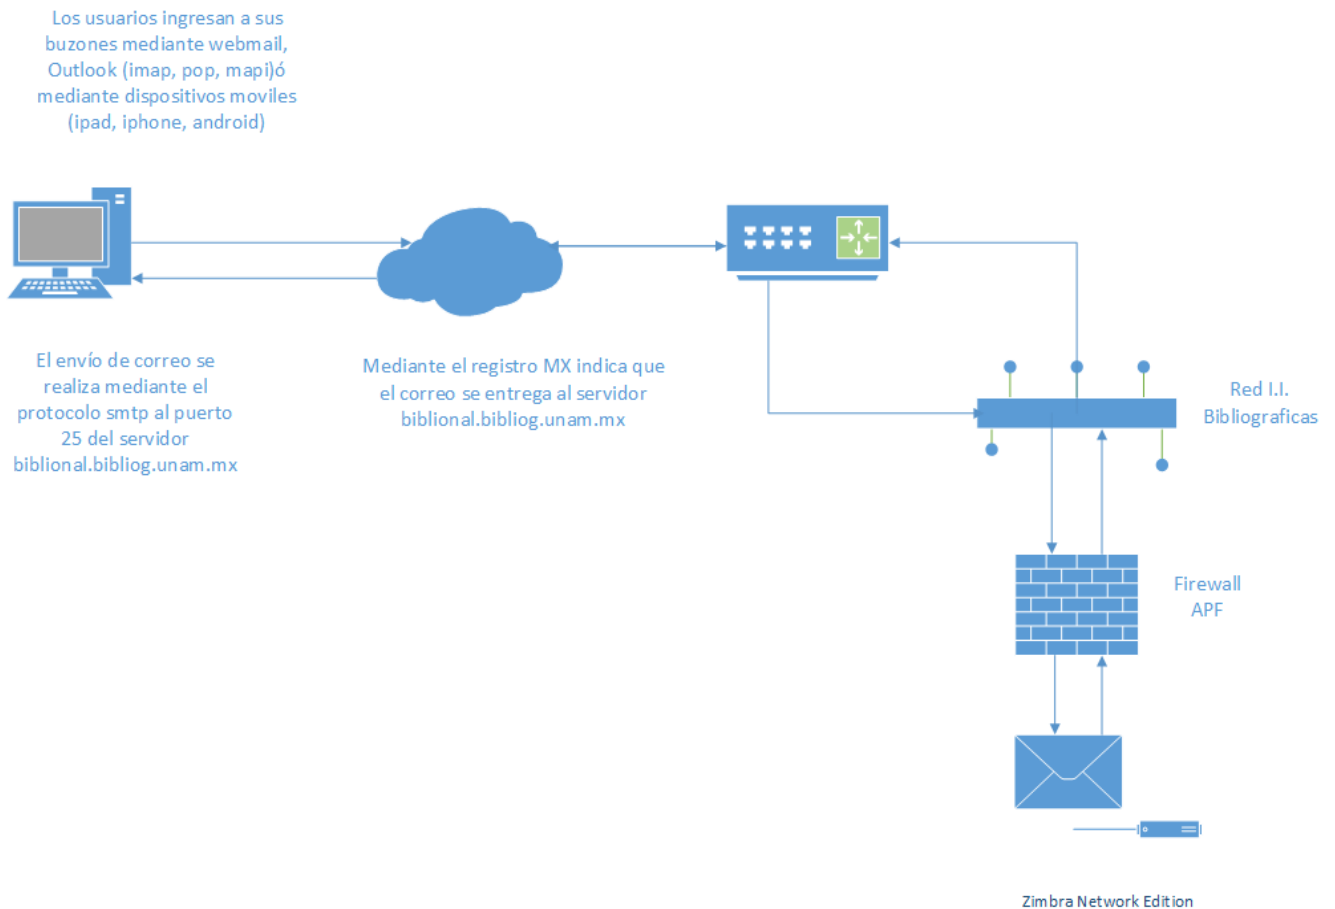 Los usuarios ingresan a sus
buzones mediante webmail,
Outlook (imap, pop, mapi)ó
mediante dispositivos moviles
(ipad, iphone, android)
El envío de correo se
realiza mediante el
protocolo smtp al puerto
25 del servidor
biblional.bibliog.unam.mx
Mediante el registro MX indica que
el correo se entrega al servidor
biblional.bibliog.unam.mx
Red I.I.
Bibliograficas
Firewall
APF
Zimbra Network Edition